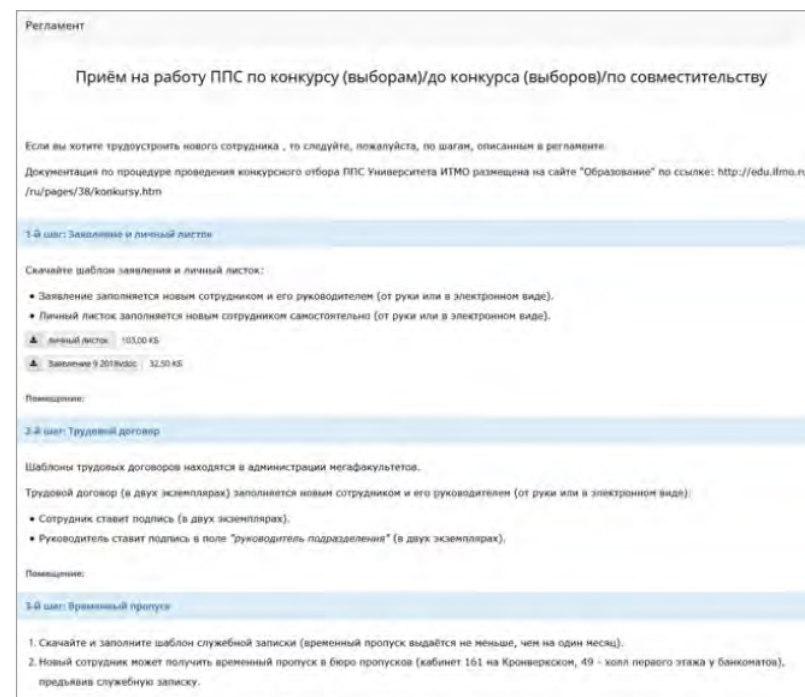 Регламент
Приём на работу ППС по конкурсу (выборам)/до конкурса (выборов)/по совместительству
Если вы хотите трудоустроить нового сотрудника , то следуйте, пожалуйста, по шагам, описанным в регламенте.
Документация по процедуре проведения конкурсного отбора ППС Университета ИТМО размещена на сайте "Образование" по ссылке: http://edu.ifmo.ru
/ru/pages/38/konkursy.htm
1-й шаг: Заявление и личный листок
Скачайте шаблон заявления и личный листок:
• Заявление заполняется новым сотрудником и его руководителем (от руки или в электронном виде).
• Личный листок заполняется новым сотрудником самостоятельно (от руки или в электронном виде).
личный листок 103,00 КБ
Заявление 9 2018v.doc 32,50 КБ
Помещение:
2-й шаг: Трудовой договор
Шаблоны трудовых договоров находятся в администрации мегафакультетов.
Трудовой договор (в двух экземплярах) заполняется новым сотрудником и его руководителем (от руки или в электронном виде):
• Сотрудник ставит подпись (в двух экземплярах).
• Руководитель ставит подпись в поле "руководитель подразделения" (в двух экземплярах).
Помещение:
3-й шаг: Временный пропуск
1. Скачайте и заполните шаблон служебной записки (временный пропуск выдаётся не меньше, чем на один месяц).
2. Новый сотрудник может получить временный пропуск в бюро пропусков (кабинет 161 на Кронверкском, 49 - холл первого этажа у банкоматов),
предъявив служебную записку.